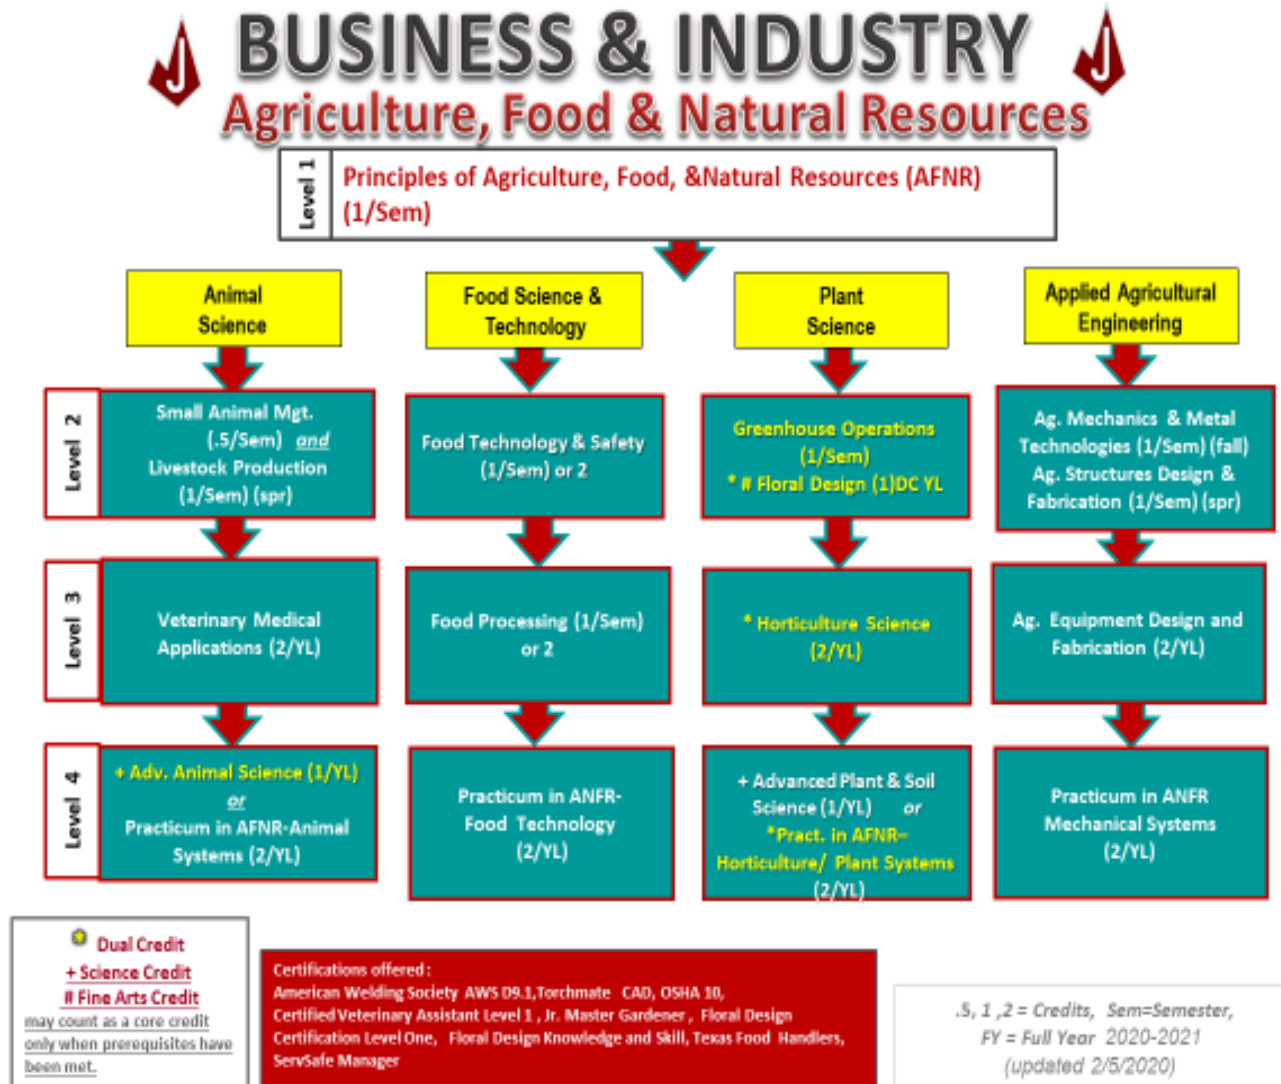 J
BUSINESS & INDUSTRY
J
Agriculture, Food & Natural Resources
Level 1
Principles of Agriculture, Food, &Natural Resources (AFNR)
(1/Sem)
Animal
Science
Food Science &
Technology
Plant
Science
Applied Agricultural
Engineering
Level 2
Small Animal Mgt.
(.5/Sem) and
Livestock Production
(1/Sem) (spr)
Food Technology & Safety
(1/Sem) or 2
Greenhouse Operations
(1/Sem)
* # Floral Design (1)DC YL
Ag. Mechanics & Metal
Technologies (1/Sem) (fall)
Ag. Structures Design &
Fabrication (1/Sem) (spr)
Level 3
Veterinary Medical
Applications (2/YL)
Food Processing (1/Sem)
or 2
* Horticulture Science
(2/YL)
Ag. Equipment Design and
Fabrication (2/YL)
Level 4
+ Adv. Animal Science (1/YL)
or
Practicum in AFNR-Animal
Systems (2/YL)
Practicum in ANFR-
Food Technology
(2/YL)
+ Advanced Plant & Soil
Science (1/YL) or
*Pract. in AFNR–
Horticulture/ Plant Systems
(2/YL)
Practicum in ANFR
Mechanical Systems
(2/YL)
Dual Credit
+ Science Credit
# Fine Arts Credit
may count as a core credit
only when prerequisites have
been met.
Certifications offered:
American Welding Society AWS D9.1,Torchmate CAD, OSHA 10,
Certified Veterinary Assistant Level 1 , Jr. Master Gardener , Floral Design
Certification Level One, Floral Design Knowledge and Skill, Texas Food Handlers,
ServSafe Manager
.5, 1 ,2 = Credits, Sem=Semester,
FY = Full Year 2020-2021
(updated 2/5/2020)